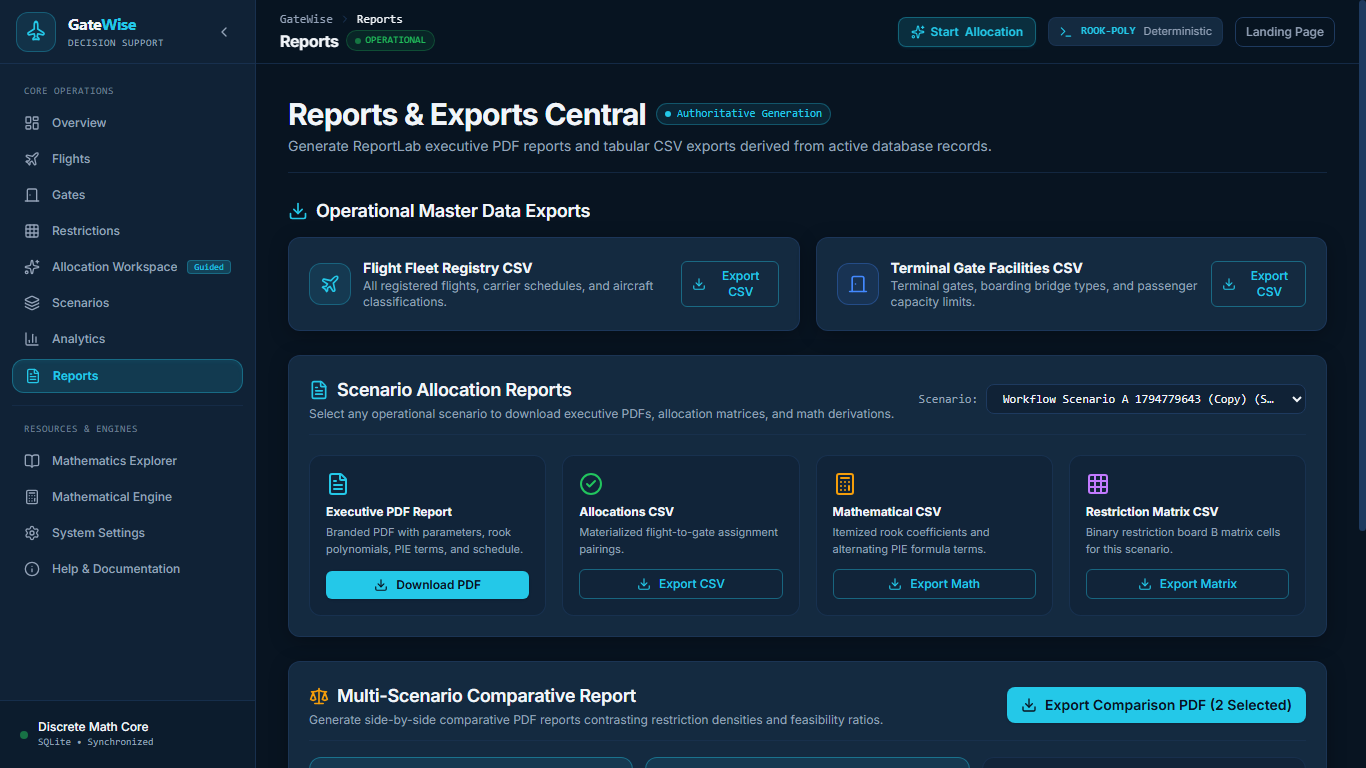 GateWise
DECISION SUPPORT
CORE OPERATIONS
Overview
Flights
Gates
Restrictions
Allocation Workspace Guided
Scenarios
Analytics
Reports
RESOURCES & ENGINES
Mathematics Explorer
Mathematical Engine
System Settings
Help & Documentation
Discrete Math Core
SQLite • Synchronized
GateWise Reports
Reports OPERATIONAL
Start Allocation
ROOK-POLY Deterministic
Landing Page
Reports & Exports Central Authoritative Generation
Generate ReportLab executive PDF reports and tabular CSV exports derived from active database records.
Operational Master Data Exports
Flight Fleet Registry CSV
All registered flights, carrier schedules, and aircraft
classifications.
Export
CSV
Terminal Gate Facilities CSV
Terminal gates, boarding bridge types, and passenger
capacity limits.
Export
CSV
Scenario Allocation Reports
Select any operational scenario to download executive PDFs, allocation matrices, and math derivations.
Scenario: Workflow Scenario A 1794779643 (Copy) (S…
Executive PDF Report
Branded PDF with parameters, rook
polynomials, PIE terms, and schedule.
Download PDF
Allocations CSV
Materialized flight-to-gate assignment
pairings.
Export CSV
Mathematical CSV
Itemized rook coefficients and
alternating PIE formula terms.
Export Math
Restriction Matrix CSV
Binary restriction board B matrix cells
for this scenario.
Export Matrix
Multi-Scenario Comparative Report
Generate side-by-side comparative PDF reports contrasting restriction densities and feasibility ratios.
Export Comparison PDF (2 Selected)